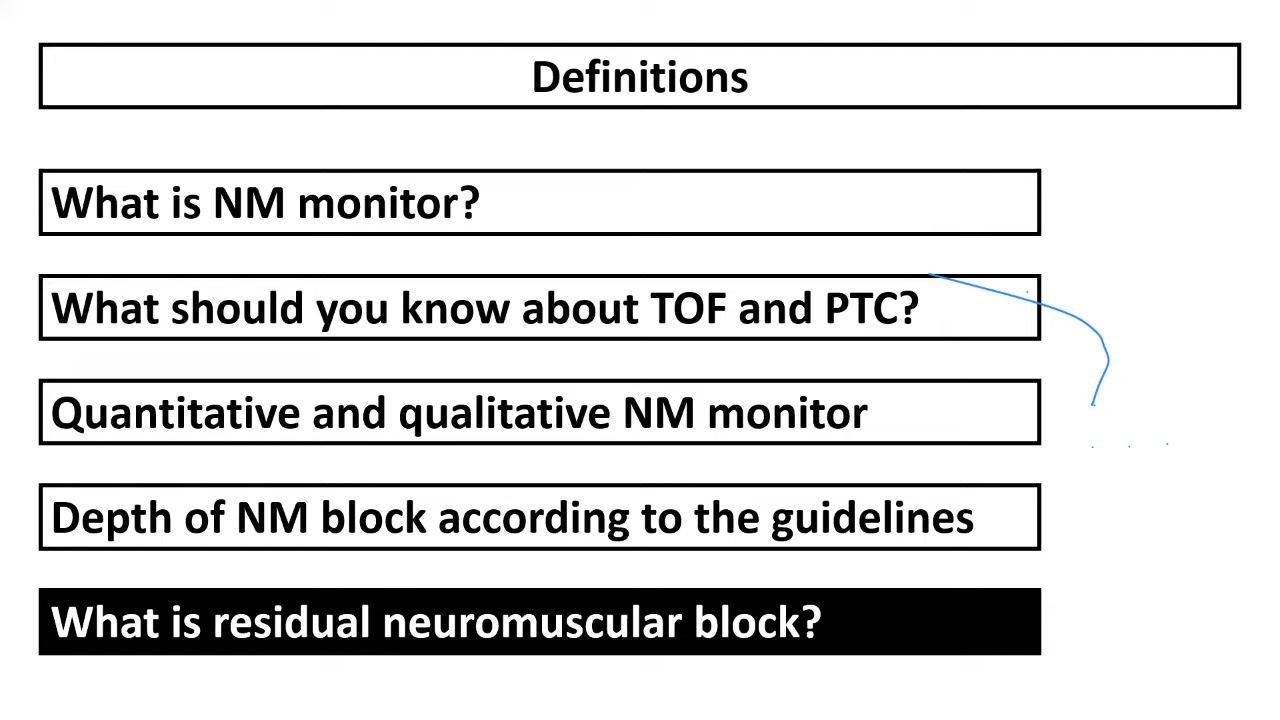 Definitions
What is NM monitor?
What should you know about TOF and PTC?
Quantitative and qualitative NM monitor
Depth of NM block according to the guidelines
What is residual neuromuscular block?